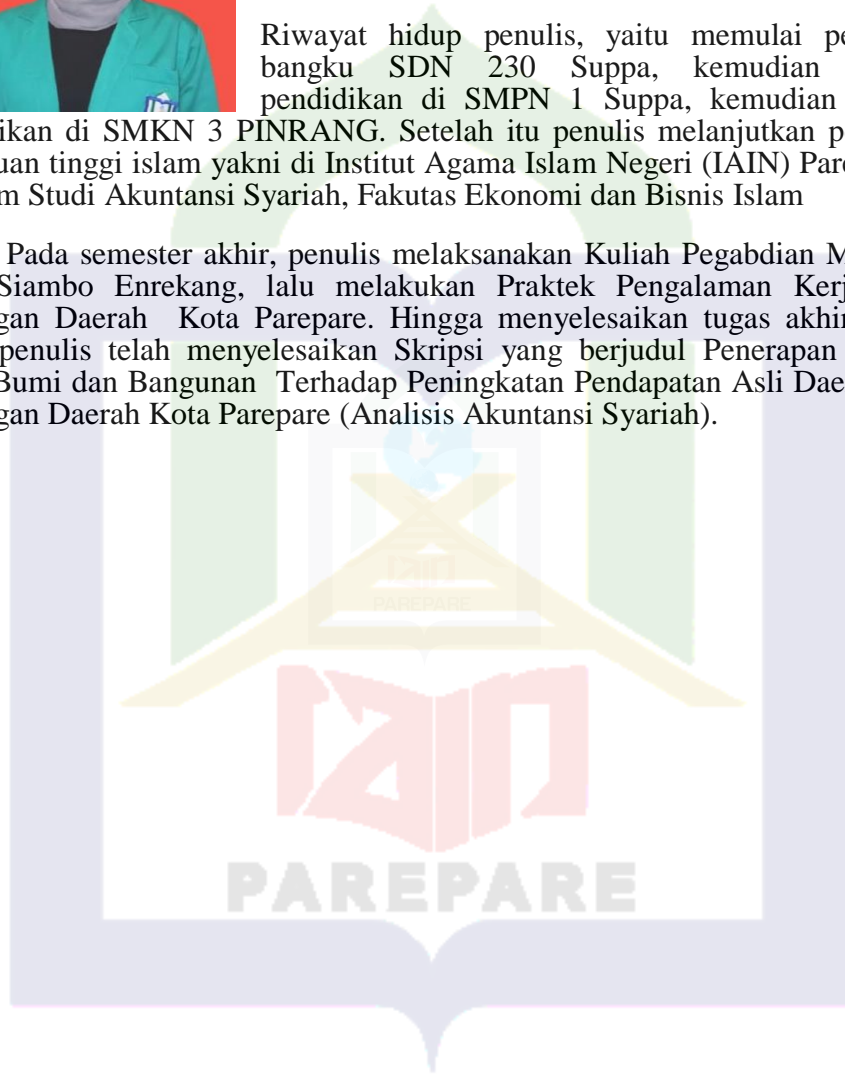 Riwayat hidup penulis, yaitu memulai pe
bangku SDN 230 Suppa, kemudian
pendidikan di SMPN 1 Suppa, kemudian
ikan di SMKN 3 PINRANG. Setelah itu penulis melanjutkan p
uan tinggi islam yakni di Institut Agama Islam Negeri (IAIN) Pare
m Studi Akuntansi Syariah, Fakutas Ekonomi dan Bisnis Islam
Pada semester akhir, penulis melaksanakan Kuliah Pegabdian M
Siambo Enrekang, lalu melakukan Praktek Pengalaman Kerj
gan Daerah Kota Parepare. Hingga menyelesaikan tugas akhir
penulis telah menyelesaikan Skripsi yang berjudul Penerapan
Bumi dan Bangunan Terhadap Peningkatan Pendapatan Asli Dae
gan Daerah Kota Parepare (Analisis Akuntansi Syariah).
IAIN
PAREPARE
IAIN
PAREPARE